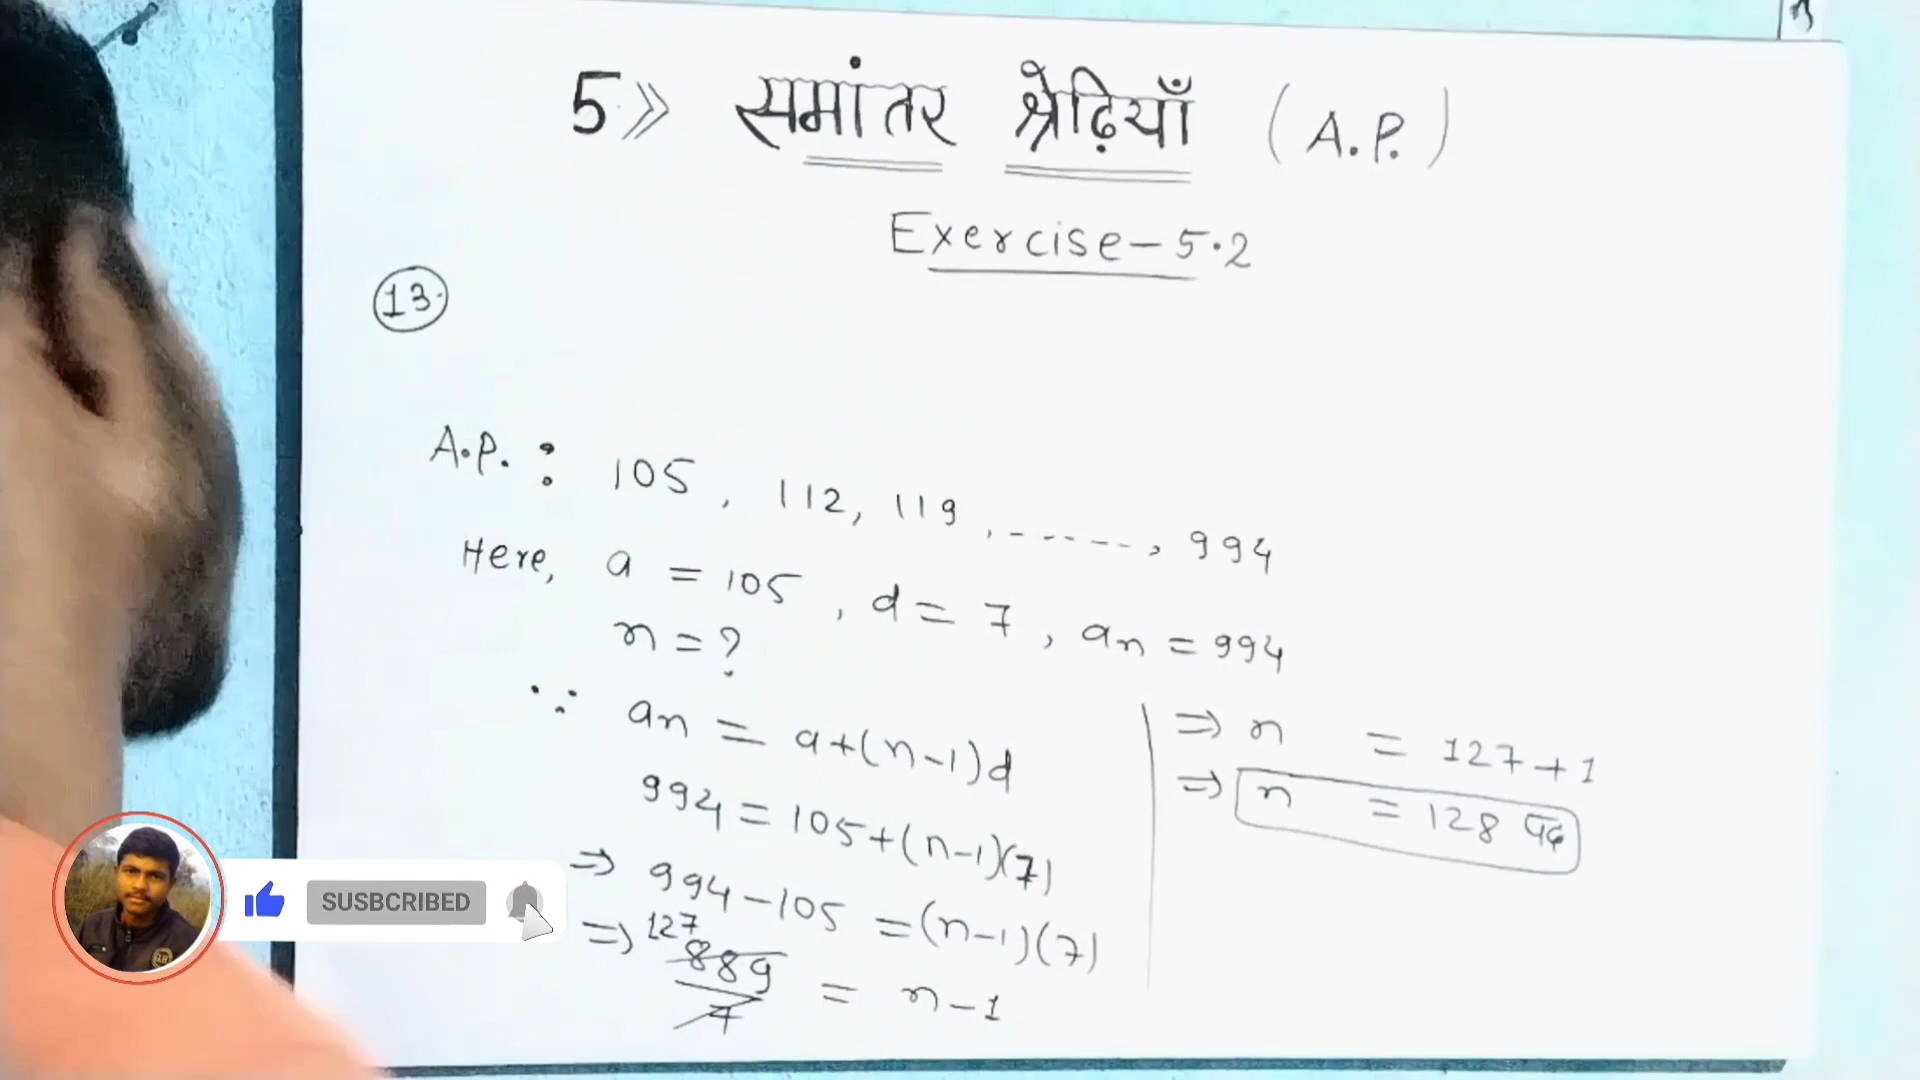 5» समांतर श्रेढ़ियाँ (A.P.)
Exercise-5.2
13.
A.P. : 105, 112, 119, ......, 994
Here, a = 105, d = 7, an = 994
n = ?
∵ an = a+(n-1)d
994 = 105+(n-1)(7)
⇒ 994-105 = (n-1)(7)
⇒ 127
889/7 = n-1
⇒ n = 127+1
⇒ n = 128 पद
SUSBCRIBED